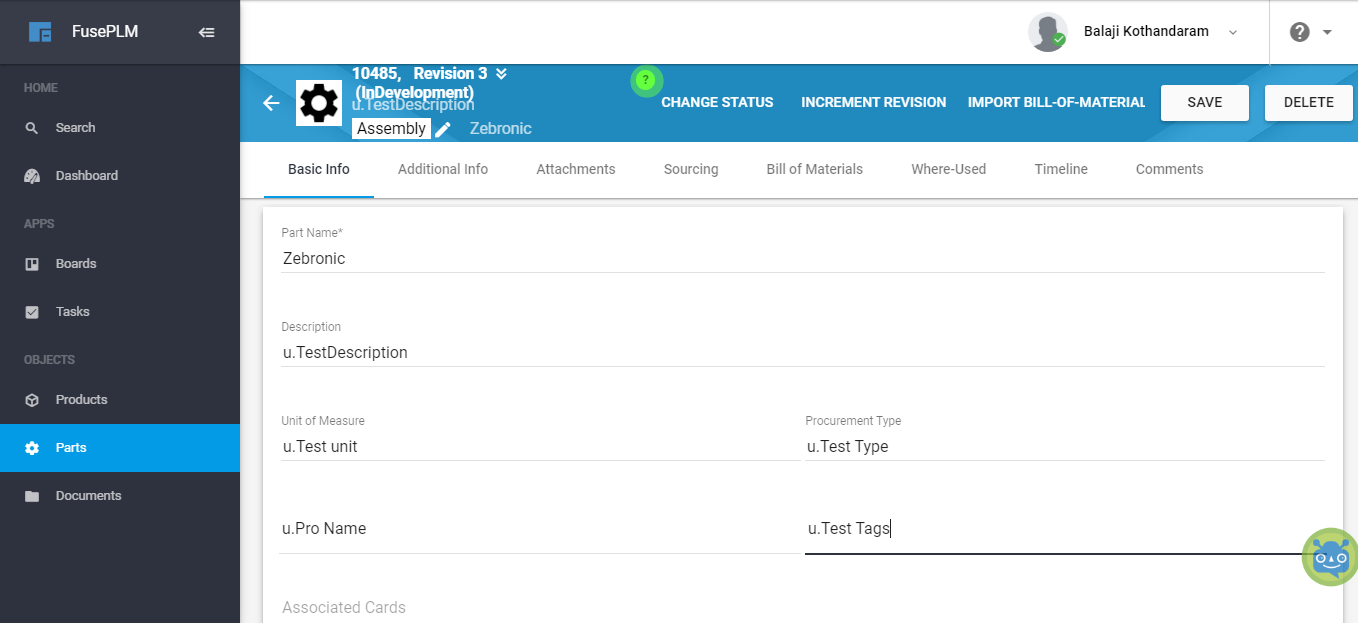 FusePLM
Balaji Kothandaram
?
HOME
Search
Dashboard
APPS
Boards
Tasks
OBJECTS
Products
Parts
Documents
10485, Revision 3
(InDevelopment)
u.TestDescription
Assembly Zebronic
?
CHANGE STATUS INCREMENT REVISION IMPORT BILL-OF-MATERIAL SAVE DELETE
Basic Info Additional Info Attachments Sourcing Bill of Materials Where-Used Timeline Comments
Part Name*
Zebronic
Description
u.TestDescription
Unit of Measure Procurement Type
u.Test unit u.Test Type
u.Pro Name u.Test Tags
Associated Cards